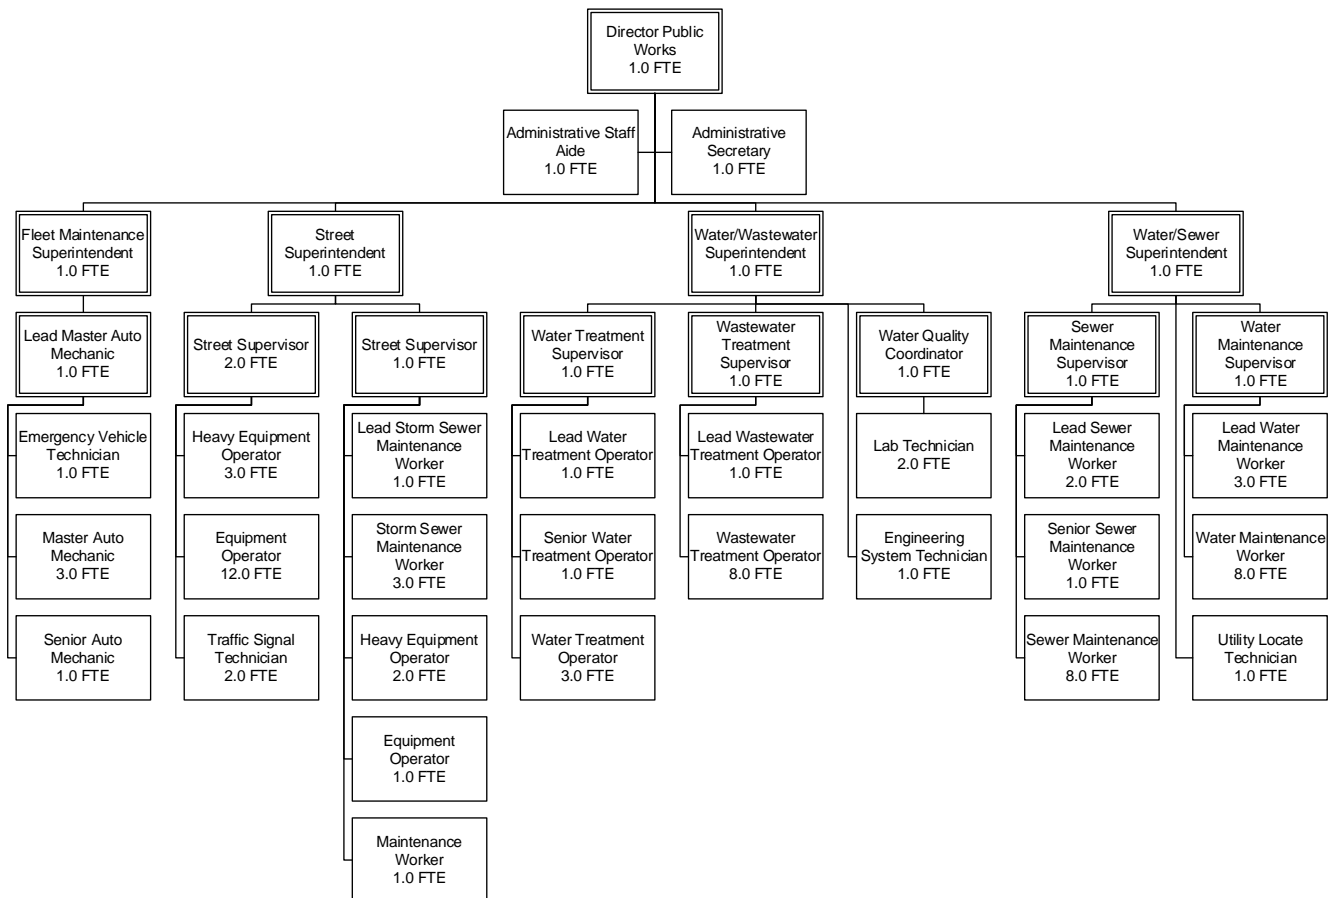 Director Public
Works
1.0 FTE
Administrative Staff
Aide
1.0 FTE
Administrative
Secretary
1.0 FTE
Fleet Maintenance
Superintendent
1.0 FTE
Street
Superintendent
1.0 FTE
Water/Wastewater
Superintendent
1.0 FTE
Water/Sewer
Superintendent
1.0 FTE
Lead Master Auto
Mechanic
1.0 FTE
Street Supervisor
2.0 FTE
Street Supervisor
1.0 FTE
Water Treatment
Supervisor
1.0 FTE
Wastewater
Treatment
Supervisor
1.0 FTE
Water Quality
Coordinator
1.0 FTE
Sewer
Maintenance
Supervisor
1.0 FTE
Water
Maintenance
Supervisor
1.0 FTE
Emergency Vehicle
Technician
1.0 FTE
Heavy Equipment
Operator
3.0 FTE
Lead Storm Sewer
Maintenance
Worker
1.0 FTE
Lead Water
Treatment Operator
1.0 FTE
Lead Wastewater
Treatment Operator
1.0 FTE
Lab Technician
2.0 FTE
Lead Sewer
Maintenance
Worker
2.0 FTE
Lead Water
Maintenance
Worker
3.0 FTE
Master Auto
Mechanic
3.0 FTE
Equipment
Operator
12.0 FTE
Storm Sewer
Maintenance
Worker
3.0 FTE
Senior Water
Treatment Operator
1.0 FTE
Wastewater
Treatment Operator
8.0 FTE
Engineering
System Technician
1.0 FTE
Senior Sewer
Maintenance
Worker
1.0 FTE
Water Maintenance
Worker
8.0 FTE
Senior Auto
Mechanic
1.0 FTE
Traffic Signal
Technician
2.0 FTE
Heavy Equipment
Operator
2.0 FTE
Water Treatment
Operator
3.0 FTE
Sewer Maintenance
Worker
8.0 FTE
Utility Locate
Technician
1.0 FTE
Equipment
Operator
1.0 FTE
Maintenance
Worker
1.0 FTE